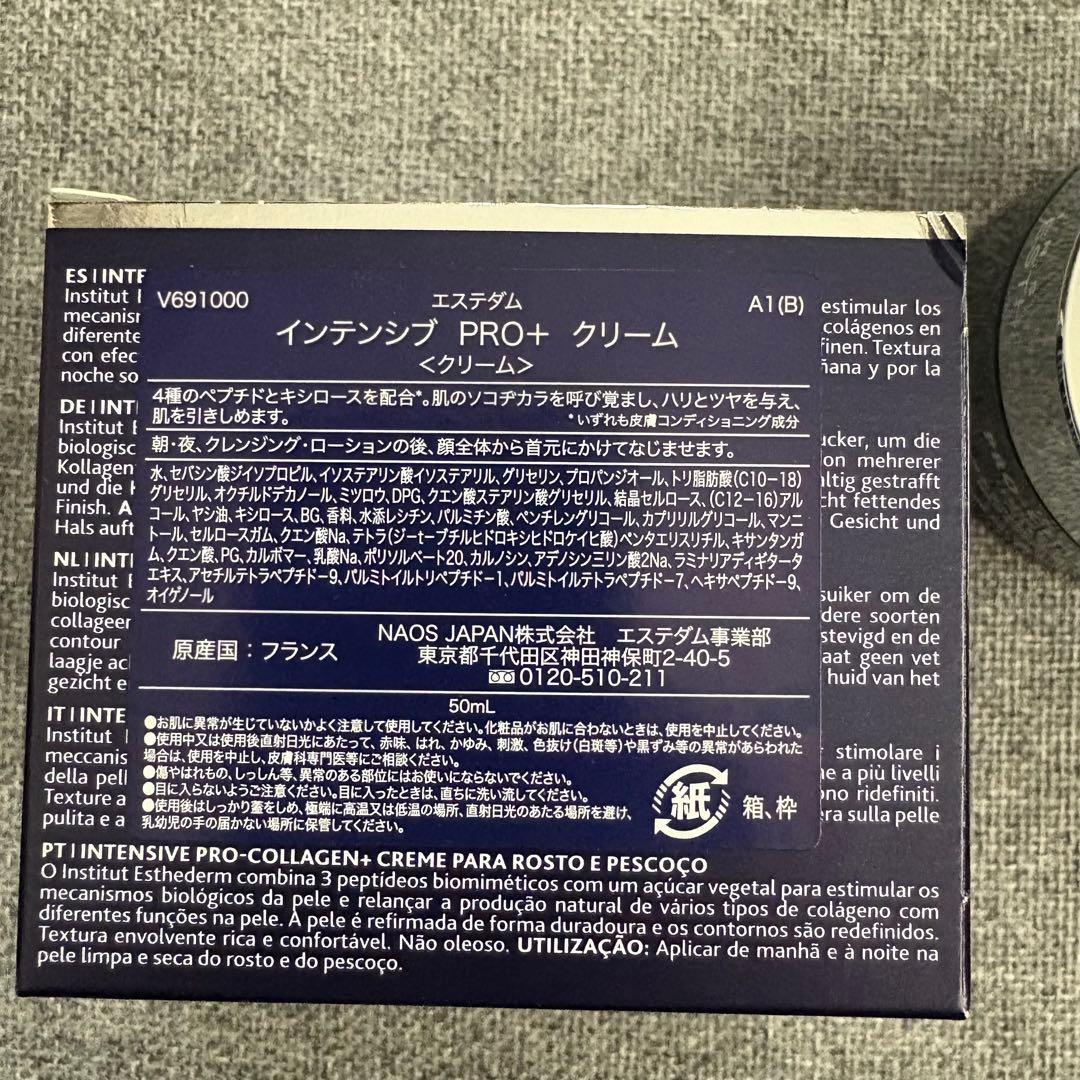 ES | INTE
Institut
mecanis
diferente
con efec
noche so
DE | INTI
Institut
biologisc
Kollagen
und die
Finish. A
Hals auft
NL | INTE
Institut
biologisc
collageen
contour
laagje ac
gezicht e
IT | INTE
Institut
meccanis
della pell
Texture a
pulita e a
V691000
エステダム
A1(B)
インテンシブ PRO+ クリーム
<クリーム>
4種のペプチドとキシロースを配合*。肌のソコヂカラを呼び覚まし、ハリとツヤを与え、
肌を引きしめます。
*いずれも皮膚コンディショニング成分
朝・夜、クレンジング・ローションの後、顔全体から首元にかけてなじませます。
水、セバシン酸ジイソプロピル、イソステアリン酸イソステアリル、グリセリン、プロパンジオール、トリ脂肪酸(C10-18)
グリセリル、オクチルドデカノール、ミツロウ、DPG、クエン酸ステアリン酸グリセリル、結晶セルロース、(C12-16)アル
コール、ヤシ油、キシロース、BG、香料、水添レシチン、パルミチン酸、ペンチレングリコール、カプリリルグリコール、マンニ
トール、セルロースガム、クエン酸Na、テトラ(ジ-t-ブチルヒドロキシヒドロケイヒ酸)ペンタエリスリチル、キサンタンガ
ム、クエン酸、PG、カルボマー、乳酸Na、ポリソルベート20、カルノシン、アデノシン三リン酸2Na、ラミナリアディギタータ
エキス、アセチルテトラペプチド-9、パルミトイルトリペプチド-1、パルミトイルテトラペプチド-7、ヘキサペプチド-9、
オイゲノール
原産国：フランス
NAOS JAPAN株式会社 エステダム事業部
東京都千代田区神田神保町2-40-5
0120-510-211
50mL
●お肌に異常が生じていないかよく注意して使用してください。化粧品がお肌に合わないときは、使用を中止してください。
●使用中又は使用後直射日光にあたって、赤味、はれ、かゆみ、刺激、色抜け(白斑等)や黒ずみ等の異常があらわれた
場合は、使用を中止し、皮膚科専門医等にご相談ください。
●傷やはれもの、しっしん等、異常のある部位にはお使いにならないでください。
●目に入らないようご注意ください。目に入ったときは、直ちに洗い流してください。
●使用後はしっかり蓋をしめ、極端に高温又は低温の場所、直射日光のあたる場所を避け、
乳幼児の手の届かない場所に保管してください。
紙
箱、枠
estimular los
colágenos en
finen. Textura
ñana y por la
ucker, um die
on mehrerer
altig gestrafft
cht fettendes
Gesicht und
suiker om de
dere soorten
stevigd en de
aat geen vet
huid van het
stimolare i
ne a più livelli
ono ridefiniti.
era sulla pelle
PT | INTENSIVE PRO-COLLAGEN+ CREME PARA ROSTO E PESCOÇO
O Institut Esthederm combina 3 peptídeos biomiméticos com um açúcar vegetal para estimular os
mecanismos biológicos da pele e relançar a produção natural de vários tipos de colágeno com
diferentes funções na pele. A pele é refirmada de forma duradoura e os contornos são redefinidos.
Textura envolvente rica e confortável. Não oleoso. UTILIZAÇÃO: Aplicar de manhã e à noite na
pele limpa e seca do rosto e do pescoço.